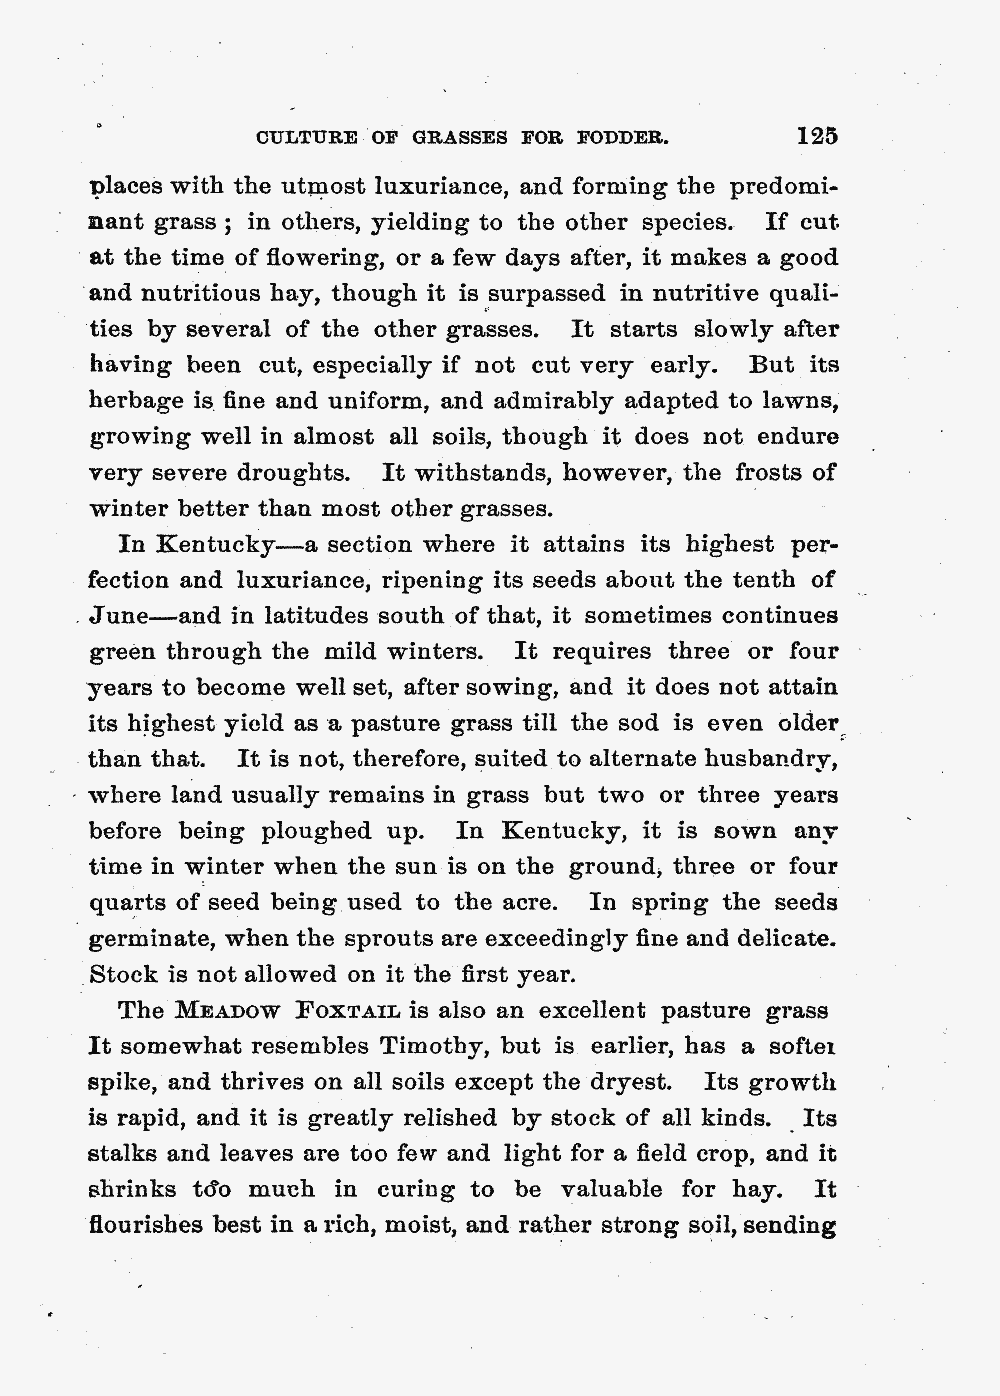 CULTURE OF GRASSES FOR FODDER. 125
places with the utmost luxuriance, and forming the predomi-
nant grass ; in others, yielding to the other species. If cut
at the time of flowering, or a few days after, it makes a good
and nutritious hay, though it is surpassed in nutritive quali-
ties by several of the other grasses. It starts slowly after
having been cut, especially if not cut very early. But its
herbage is fine and uniform, and admirably adapted to lawns,
growing well in almost all soils, though it does not endure
very severe droughts. It withstands, however, the frosts of
winter better than most other grasses.
In Kentucky—a section where it attains its highest per-
fection and luxuriance, ripening its seeds about the tenth of
June—and in latitudes south of that, it sometimes continues
green through the mild winters. It requires three or four
years to become well set, after sowing, and it does not attain
its highest yield as a pasture grass till the sod is even older
than that. It is not, therefore, suited to alternate husbandry,
where land usually remains in grass but two or three years
before being ploughed up. In Kentucky, it is sown any
time in winter when the sun is on the ground, three or four
quarts of seed being used to the acre. In spring the seeds
germinate, when the sprouts are exceedingly fine and delicate.
Stock is not allowed on it the first year.
The MEADOW FOXTAIL is also an excellent pasture grass
It somewhat resembles Timothy, but is earlier, has a softer
spike, and thrives on all soils except the dryest. Its growth
is rapid, and it is greatly relished by stock of all kinds. Its
stalks and leaves are too few and light for a field crop, and it
shrinks too much in curing to be valuable for hay. It
flourishes best in a rich, moist, and rather strong soil, sending